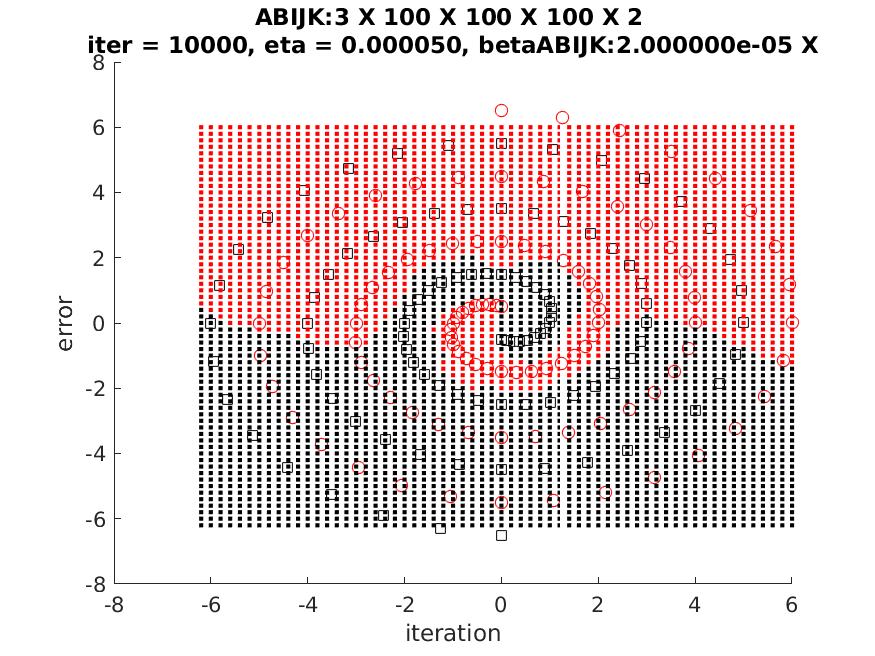 ABIJK:3 X 100 X 100 X 100 X 2
iter = 10000, eta = 0.000050, betaABIJK:2.000000e-05 X
8
6
4
2
0
-2
-4
-6
-8
error
-8 -6 -4 -2 0 2 4 6
iteration